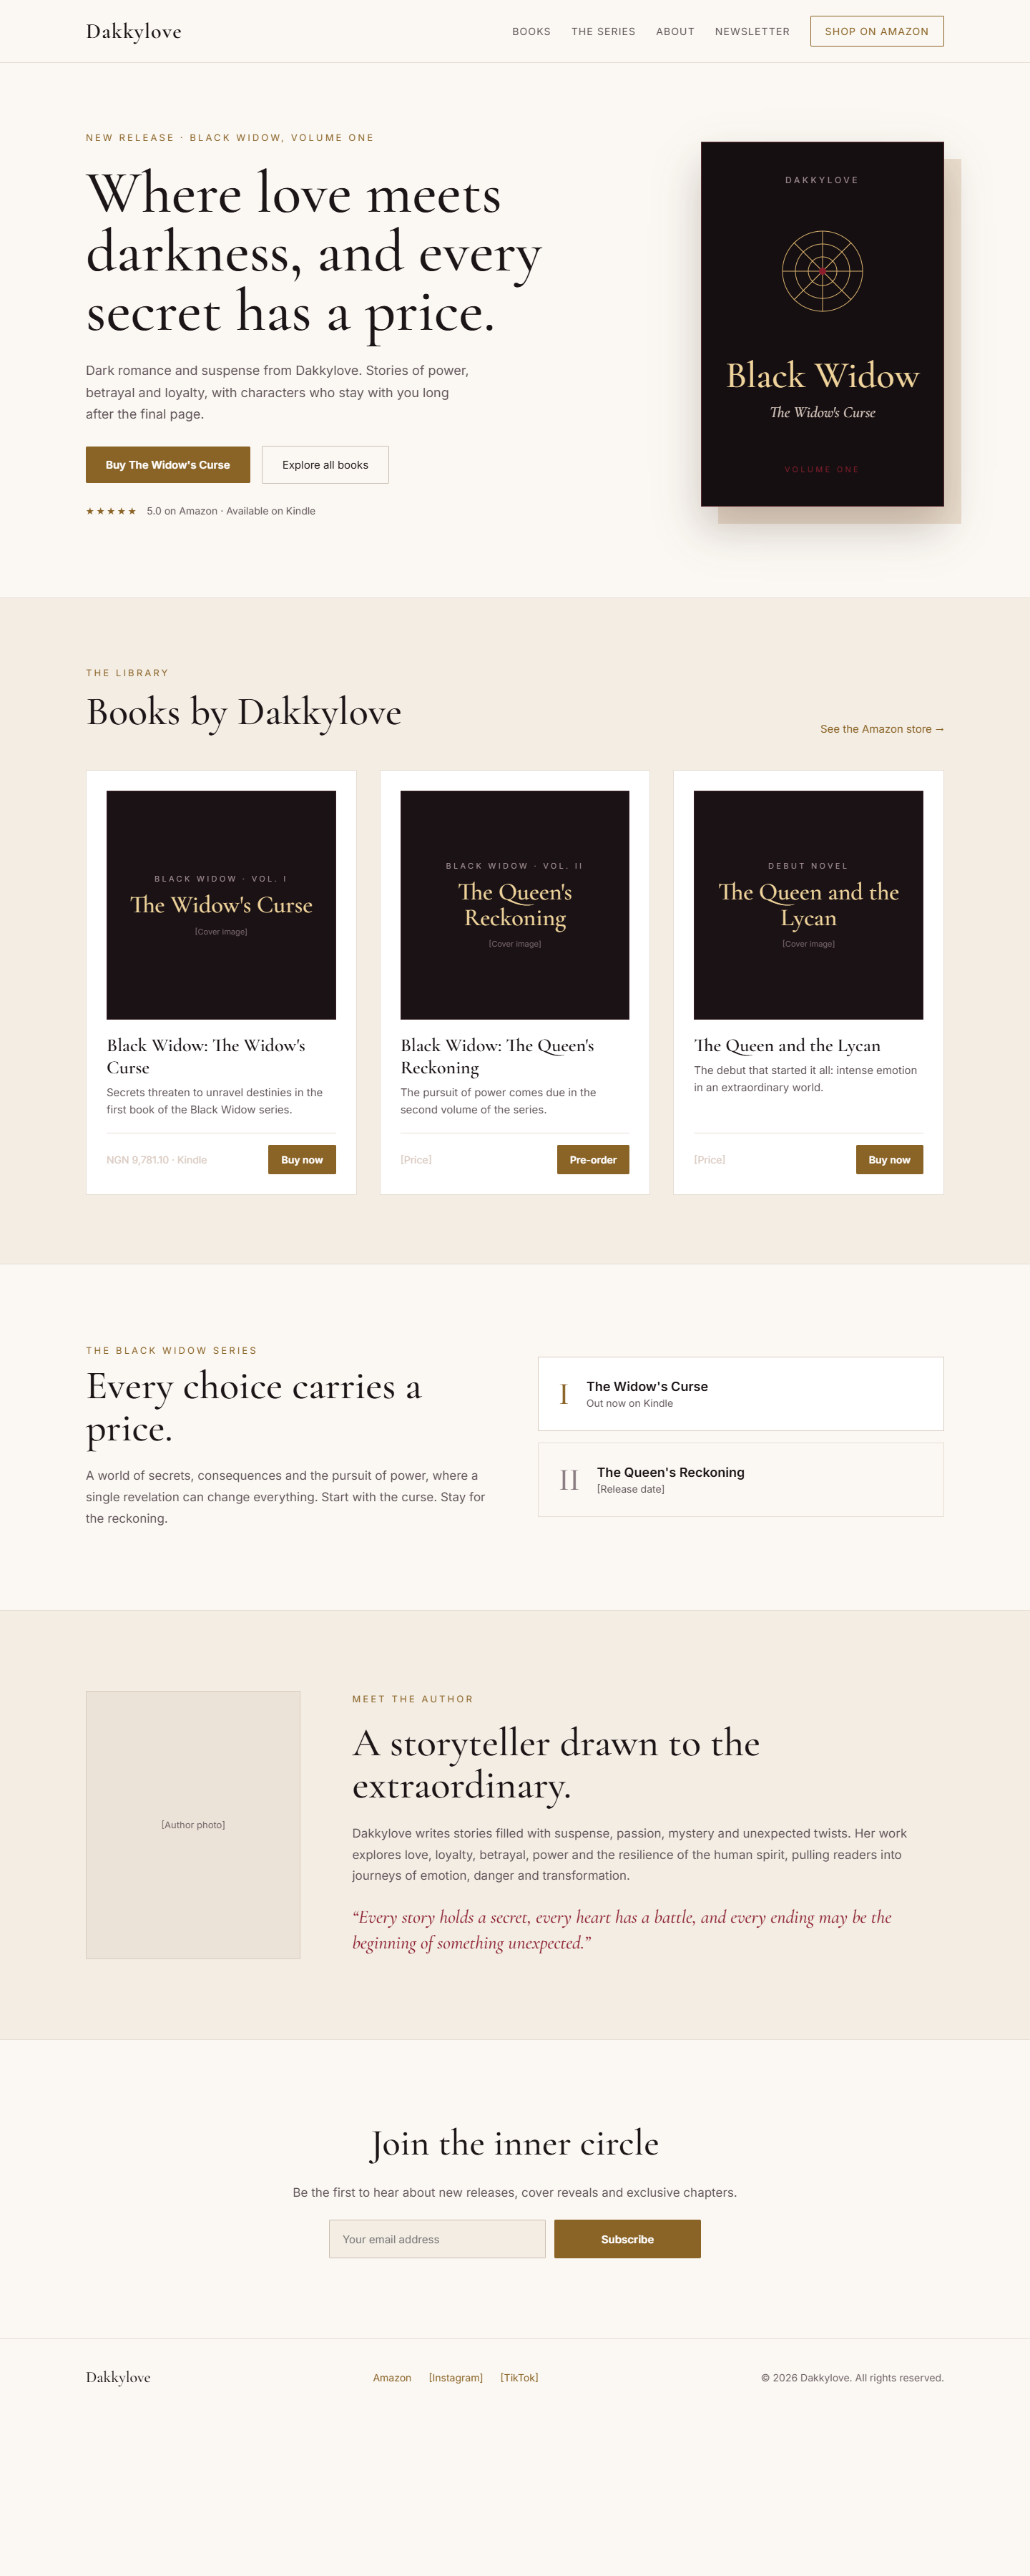 Dakkylove
BOOKS
THE SERIES
ABOUT
NEWSLETTER
SHOP ON AMAZON
NEW RELEASE · BLACK WIDOW, VOLUME ONE
Where love meets
darkness, and every
secret has a price.
Dark romance and suspense from Dakkylove. Stories of power,
betrayal and loyalty, with characters who stay with you long
after the final page.
Buy The Widow's Curse
Explore all books
★★★★★ 5.0 on Amazon · Available on Kindle
DAKKYLOVE
Black Widow
The Widow's Curse
VOLUME ONE
THE LIBRARY
Books by Dakkylove
See the Amazon store →
BLACK WIDOW · VOL. I
The Widow's Curse
[Cover image]
Black Widow: The Widow's
Curse
Secrets threaten to unravel destinies in the
first book of the Black Widow series.
NGN 9,781.10 · Kindle
Buy now
BLACK WIDOW · VOL. II
The Queen's
Reckoning
[Cover image]
Black Widow: The Queen's
Reckoning
The pursuit of power comes due in the
second volume of the series.
[Price]
Pre-order
DEBUT NOVEL
The Queen and the
Lycan
[Cover image]
The Queen and the Lycan
The debut that started it all: intense emotion
in an extraordinary world.
[Price]
Buy now
THE BLACK WIDOW SERIES
Every choice carries a
price.
A world of secrets, consequences and the pursuit of power, where a
single revelation can change everything. Start with the curse. Stay for
the reckoning.
I
The Widow's Curse
Out now on Kindle
II
The Queen's Reckoning
[Release date]
[Author photo]
MEET THE AUTHOR
A storyteller drawn to the
extraordinary.
Dakkylove writes stories filled with suspense, passion, mystery and unexpected twists. Her work
explores love, loyalty, betrayal, power and the resilience of the human spirit, pulling readers into
journeys of emotion, danger and transformation.
“Every story holds a secret, every heart has a battle, and every ending may be the
beginning of something unexpected.”
Join the inner circle
Be the first to hear about new releases, cover reveals and exclusive chapters.
Your email address
Subscribe
Dakkylove
Amazon
[Instagram]
[TikTok]
© 2026 Dakkylove. All rights reserved.